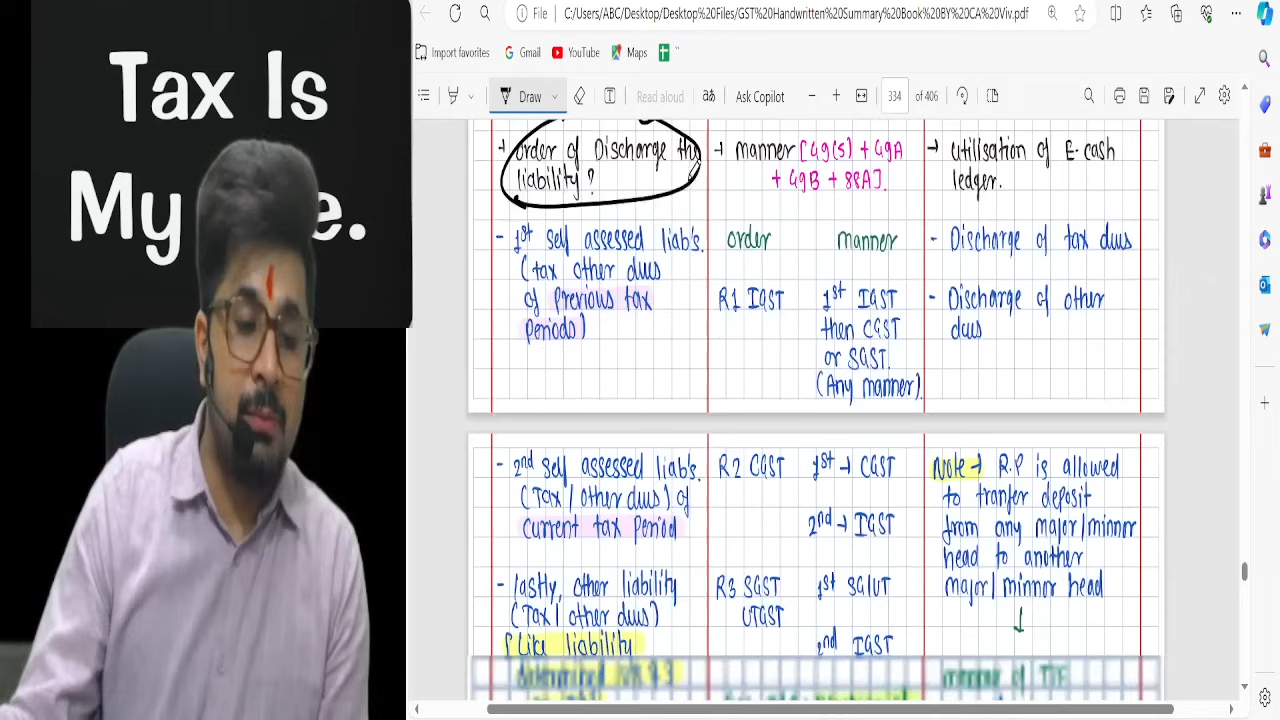 Tax Is
My
e.
File
C:/Users/ABC/Desktop/Desktop%20Files/GST%20Handwritten%20Summary%20Book%20BY%20CA%20Viv.pdf
Import favorites
Gmail
YouTube
Maps
Draw
Read aloud
Ask Copilot
334 of 406
→ order of Discharge the
liability?
- 1st self assessed liab's.
(tax other dues
of previous tax
periods)
→ manner [49(5) + 49A
+ 49B + 88A].
order manner
R1 IGST 1st IGST
then CGST
or SGST.
(Any manner).
→ utilisation of E-cash
ledger.
- Discharge of tax dues
- Discharge of other
dues
- 2nd self assessed liab's.
(Tax / other dues) of
current tax period
- lastly, other liability
(Tax / other dues)
[Like liability
R2 CGST 1st → CGST
2nd → IGST
R3 SGST 1st SG/UT
UTGST
2nd IGST
Note → R.P is allowed
to tranfer deposit
from any major/minnor
head to another
major/minnor head
↓